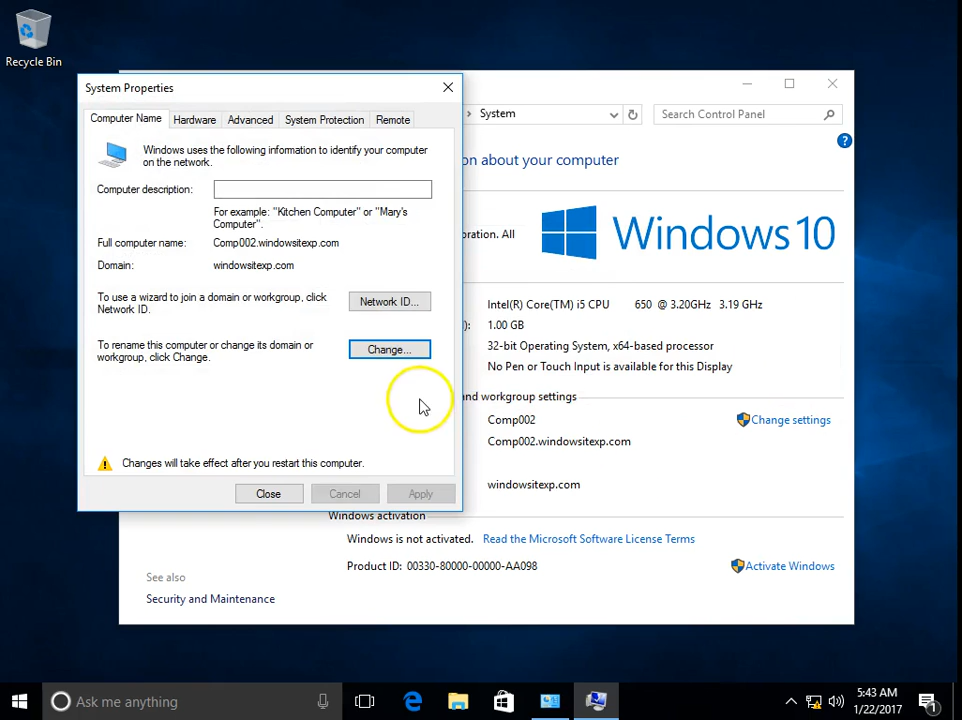 Recycle Bin
System Properties
Computer Name
Hardware
Advanced
System Protection
Remote
Windows uses the following information to identify your computer
on the network.
Computer description:
For example: "Kitchen Computer" or "Mary's
Computer".
Full computer name:
Comp002.windowsitexp.com
Domain:
windowsitexp.com
To use a wizard to join a domain or workgroup, click
Network ID.
Network ID...
To rename this computer or change its domain or
workgroup, click Change.
Change...
Changes will take effect after you restart this computer.
Close
Cancel
Apply
System
Search Control Panel
on about your computer
oration. All
Windows 10
Intel(R) Core(TM) i5 CPU 650 @ 3.20GHz 3.19 GHz
): 1.00 GB
32-bit Operating System, x64-based processor
No Pen or Touch Input is available for this Display
and workgroup settings
Comp002
Change settings
Comp002.windowsitexp.com
windowsitexp.com
Windows activation
Windows is not activated. Read the Microsoft Software License Terms
Product ID: 00330-80000-00000-AA098
Activate Windows
See also
Security and Maintenance
Ask me anything
5:43 AM
1/22/2017
1